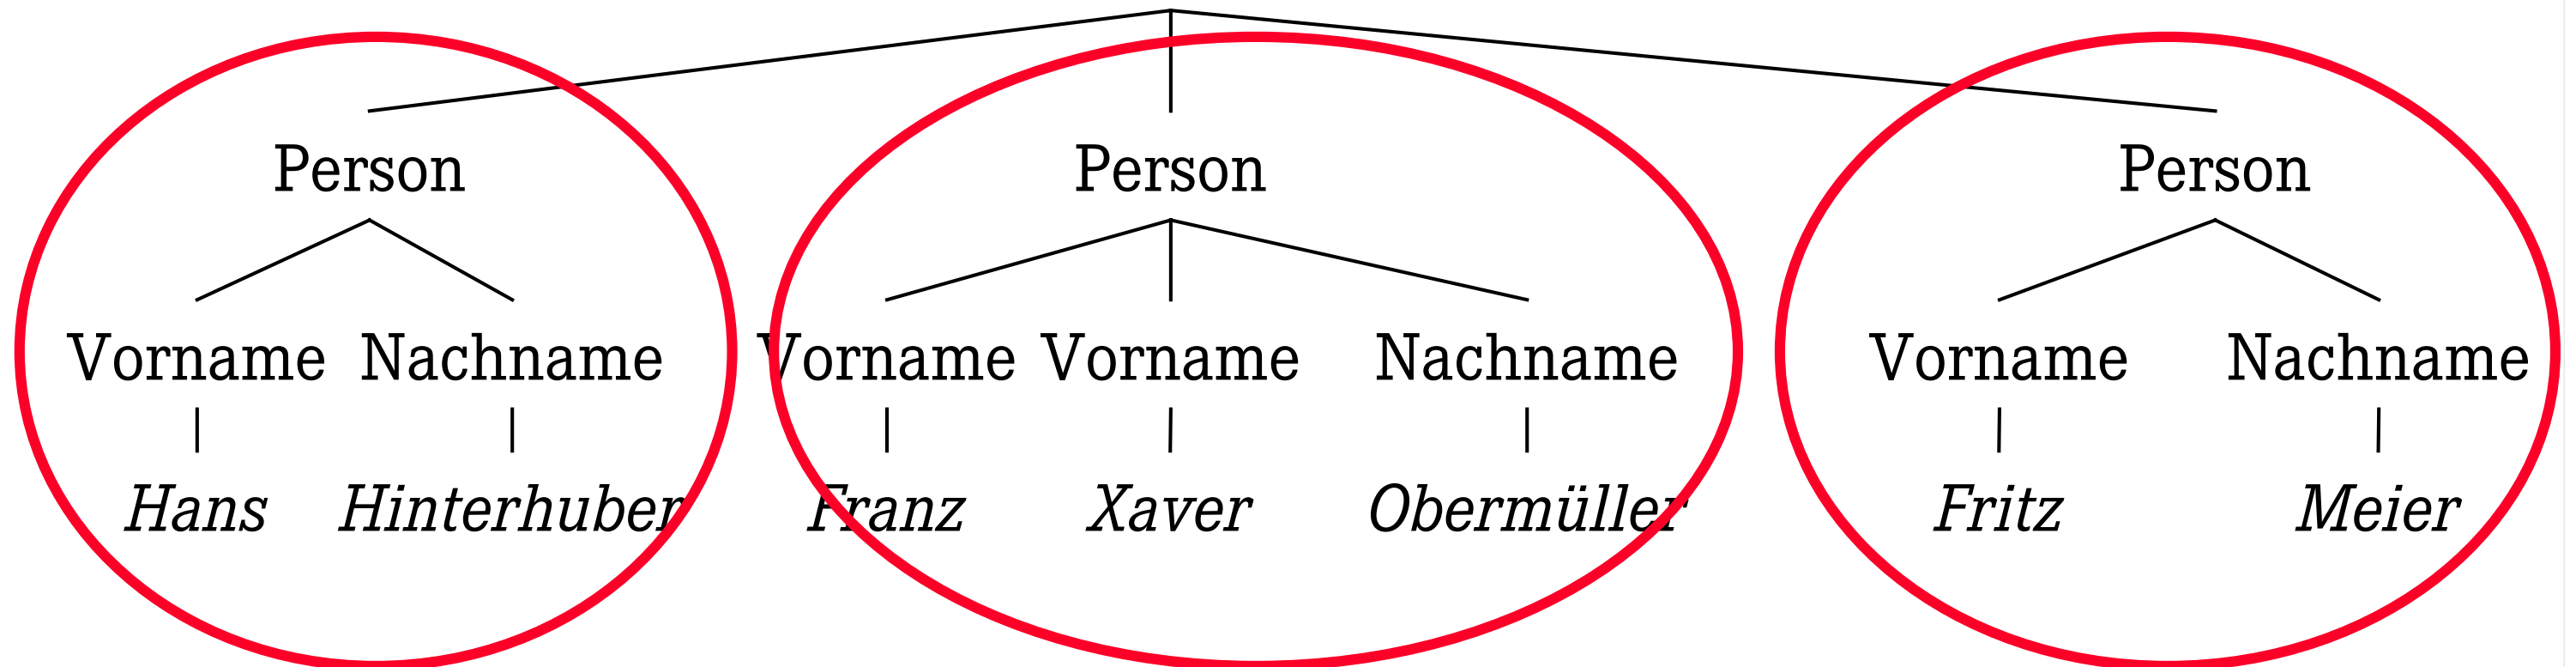 Person Person Person
Vorname Nachname Vorname Vorname Nachname Vorname Nachname
Hans Hinterhuber Franz Xaver Obermüller Fritz Meier